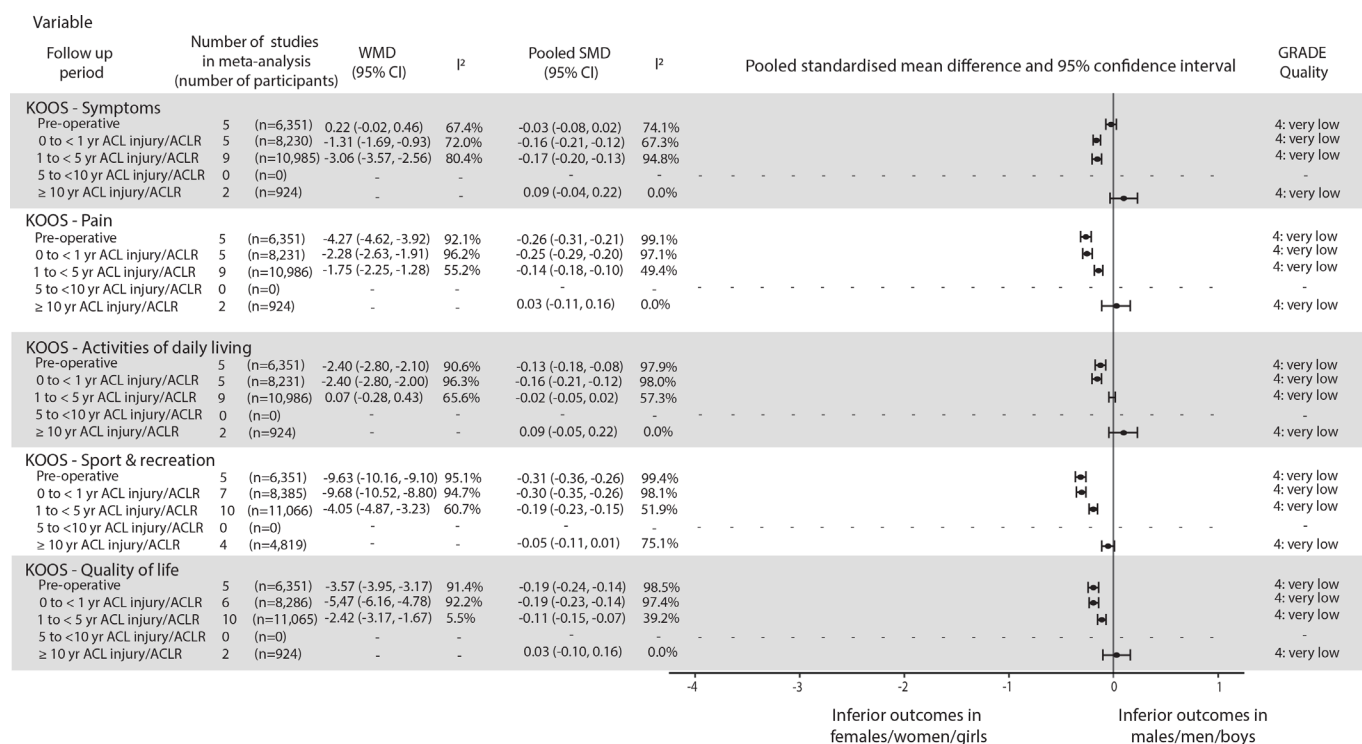 Variable
Follow up period
Number of studies in meta-analysis (number of participants)
WMD (95% CI)
I²
Pooled SMD (95% CI)
I²
Pooled standardised mean difference and 95% confidence interval
GRADE Quality
KOOS - Symptoms
Pre-operative 5 (n=6,351) 0.22 (-0.02, 0.46) 67.4% -0.03 (-0.08, 0.02) 74.1% 4: very low
0 to < 1 yr ACL injury/ACLR 5 (n=8,230) -1.31 (-1.69, -0.93) 72.0% -0.16 (-0.21, -0.12) 67.3% 4: very low
1 to < 5 yr ACL injury/ACLR 9 (n=10,985) -3.06 (-3.57, -2.56) 80.4% -0.17 (-0.20, -0.13) 94.8% 4: very low
5 to <10 yr ACL injury/ACLR 0 (n=0) - - - - -
≥ 10 yr ACL injury/ACLR 2 (n=924) - - 0.09 (-0.04, 0.22) 0.0% 4: very low
KOOS - Pain
Pre-operative 5 (n=6,351) -4.27 (-4.62, -3.92) 92.1% -0.26 (-0.31, -0.21) 99.1% 4: very low
0 to < 1 yr ACL injury/ACLR 5 (n=8,231) -2.28 (-2.63, -1.91) 96.2% -0.25 (-0.29, -0.20) 97.1% 4: very low
1 to < 5 yr ACL injury/ACLR 9 (n=10,986) -1.75 (-2.25, -1.28) 55.2% -0.14 (-0.18, -0.10) 49.4% 4: very low
5 to <10 yr ACL injury/ACLR 0 (n=0) - - - - -
≥ 10 yr ACL injury/ACLR 2 (n=924) - - 0.03 (-0.11, 0.16) 0.0% 4: very low
KOOS - Activities of daily living
Pre-operative 5 (n=6,351) -2.40 (-2.80, -2.10) 90.6% -0.13 (-0.18, -0.08) 97.9% 4: very low
0 to < 1 yr ACL injury/ACLR 5 (n=8,231) -2.40 (-2.80, -2.00) 96.3% -0.16 (-0.21, -0.12) 98.0% 4: very low
1 to < 5 yr ACL injury/ACLR 9 (n=10,986) 0.07 (-0.28, 0.43) 65.6% -0.02 (-0.05, 0.02) 57.3% 4: very low
5 to <10 yr ACL injury/ACLR 0 (n=0) - - - - -
≥ 10 yr ACL injury/ACLR 2 (n=924) - - 0.09 (-0.05, 0.22) 0.0% 4: very low
KOOS - Sport & recreation
Pre-operative 5 (n=6,351) -9.63 (-10.16, -9.10) 95.1% -0.31 (-0.36, -0.26) 99.4% 4: very low
0 to < 1 yr ACL injury/ACLR 7 (n=8,385) -9.68 (-10.52, -8.80) 94.7% -0.30 (-0.35, -0.26) 98.1% 4: very low
1 to < 5 yr ACL injury/ACLR 10 (n=11,066) -4.05 (-4.87, -3.23) 60.7% -0.19 (-0.23, -0.15) 51.9% 4: very low
5 to <10 yr ACL injury/ACLR 0 (n=0) - - - - -
≥ 10 yr ACL injury/ACLR 4 (n=4,819) - - -0.05 (-0.11, 0.01) 75.1% 4: very low
KOOS - Quality of life
Pre-operative 5 (n=6,351) -3.57 (-3.95, -3.17) 91.4% -0.19 (-0.24, -0.14) 98.5% 4: very low
0 to < 1 yr ACL injury/ACLR 6 (n=8,286) -5,47 (-6.16, -4.78) 92.2% -0.19 (-0.23, -0.14) 97.4% 4: very low
1 to < 5 yr ACL injury/ACLR 10 (n=11,065) -2.42 (-3.17, -1.67) 5.5% -0.11 (-0.15, -0.07) 39.2% 4: very low
5 to <10 yr ACL injury/ACLR 0 (n=0) - - - - -
≥ 10 yr ACL injury/ACLR 2 (n=924) - - 0.03 (-0.10, 0.16) 0.0% 4: very low
-4 -3 -2 -1 0 1
Inferior outcomes in females/women/girls
Inferior outcomes in males/men/boys